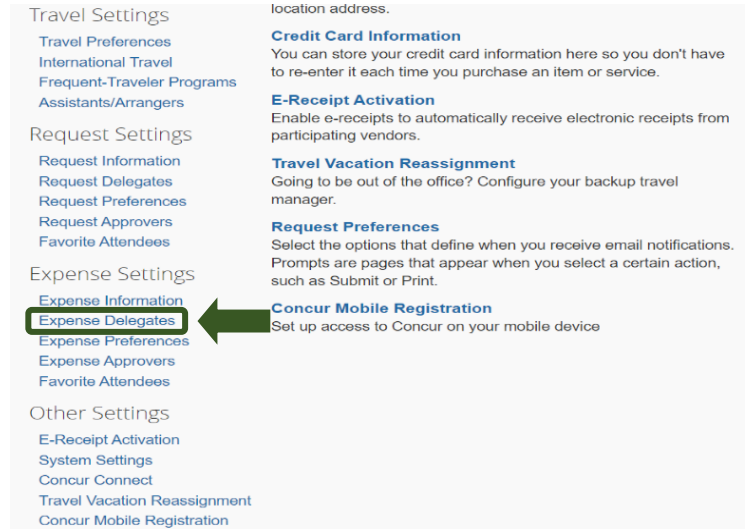 Travel Settings
Travel Preferences
International Travel
Frequent-Traveler Programs
Assistants/Arrangers
Request Settings
Request Information
Request Delegates
Request Preferences
Request Approvers
Favorite Attendees
Expense Settings
Expense Information
Expense Delegates
Expense Preferences
Expense Approvers
Favorite Attendees
Other Settings
E-Receipt Activation
System Settings
Concur Connect
Travel Vacation Reassignment
Concur Mobile Registration
location address.
Credit Card Information
You can store your credit card information here so you don't have
to re-enter it each time you purchase an item or service.
E-Receipt Activation
Enable e-receipts to automatically receive electronic receipts from
participating vendors.
Travel Vacation Reassignment
Going to be out of the office? Configure your backup travel
manager.
Request Preferences
Select the options that define when you receive email notifications.
Prompts are pages that appear when you select a certain action,
such as Submit or Print.
Concur Mobile Registration
Set up access to Concur on your mobile device